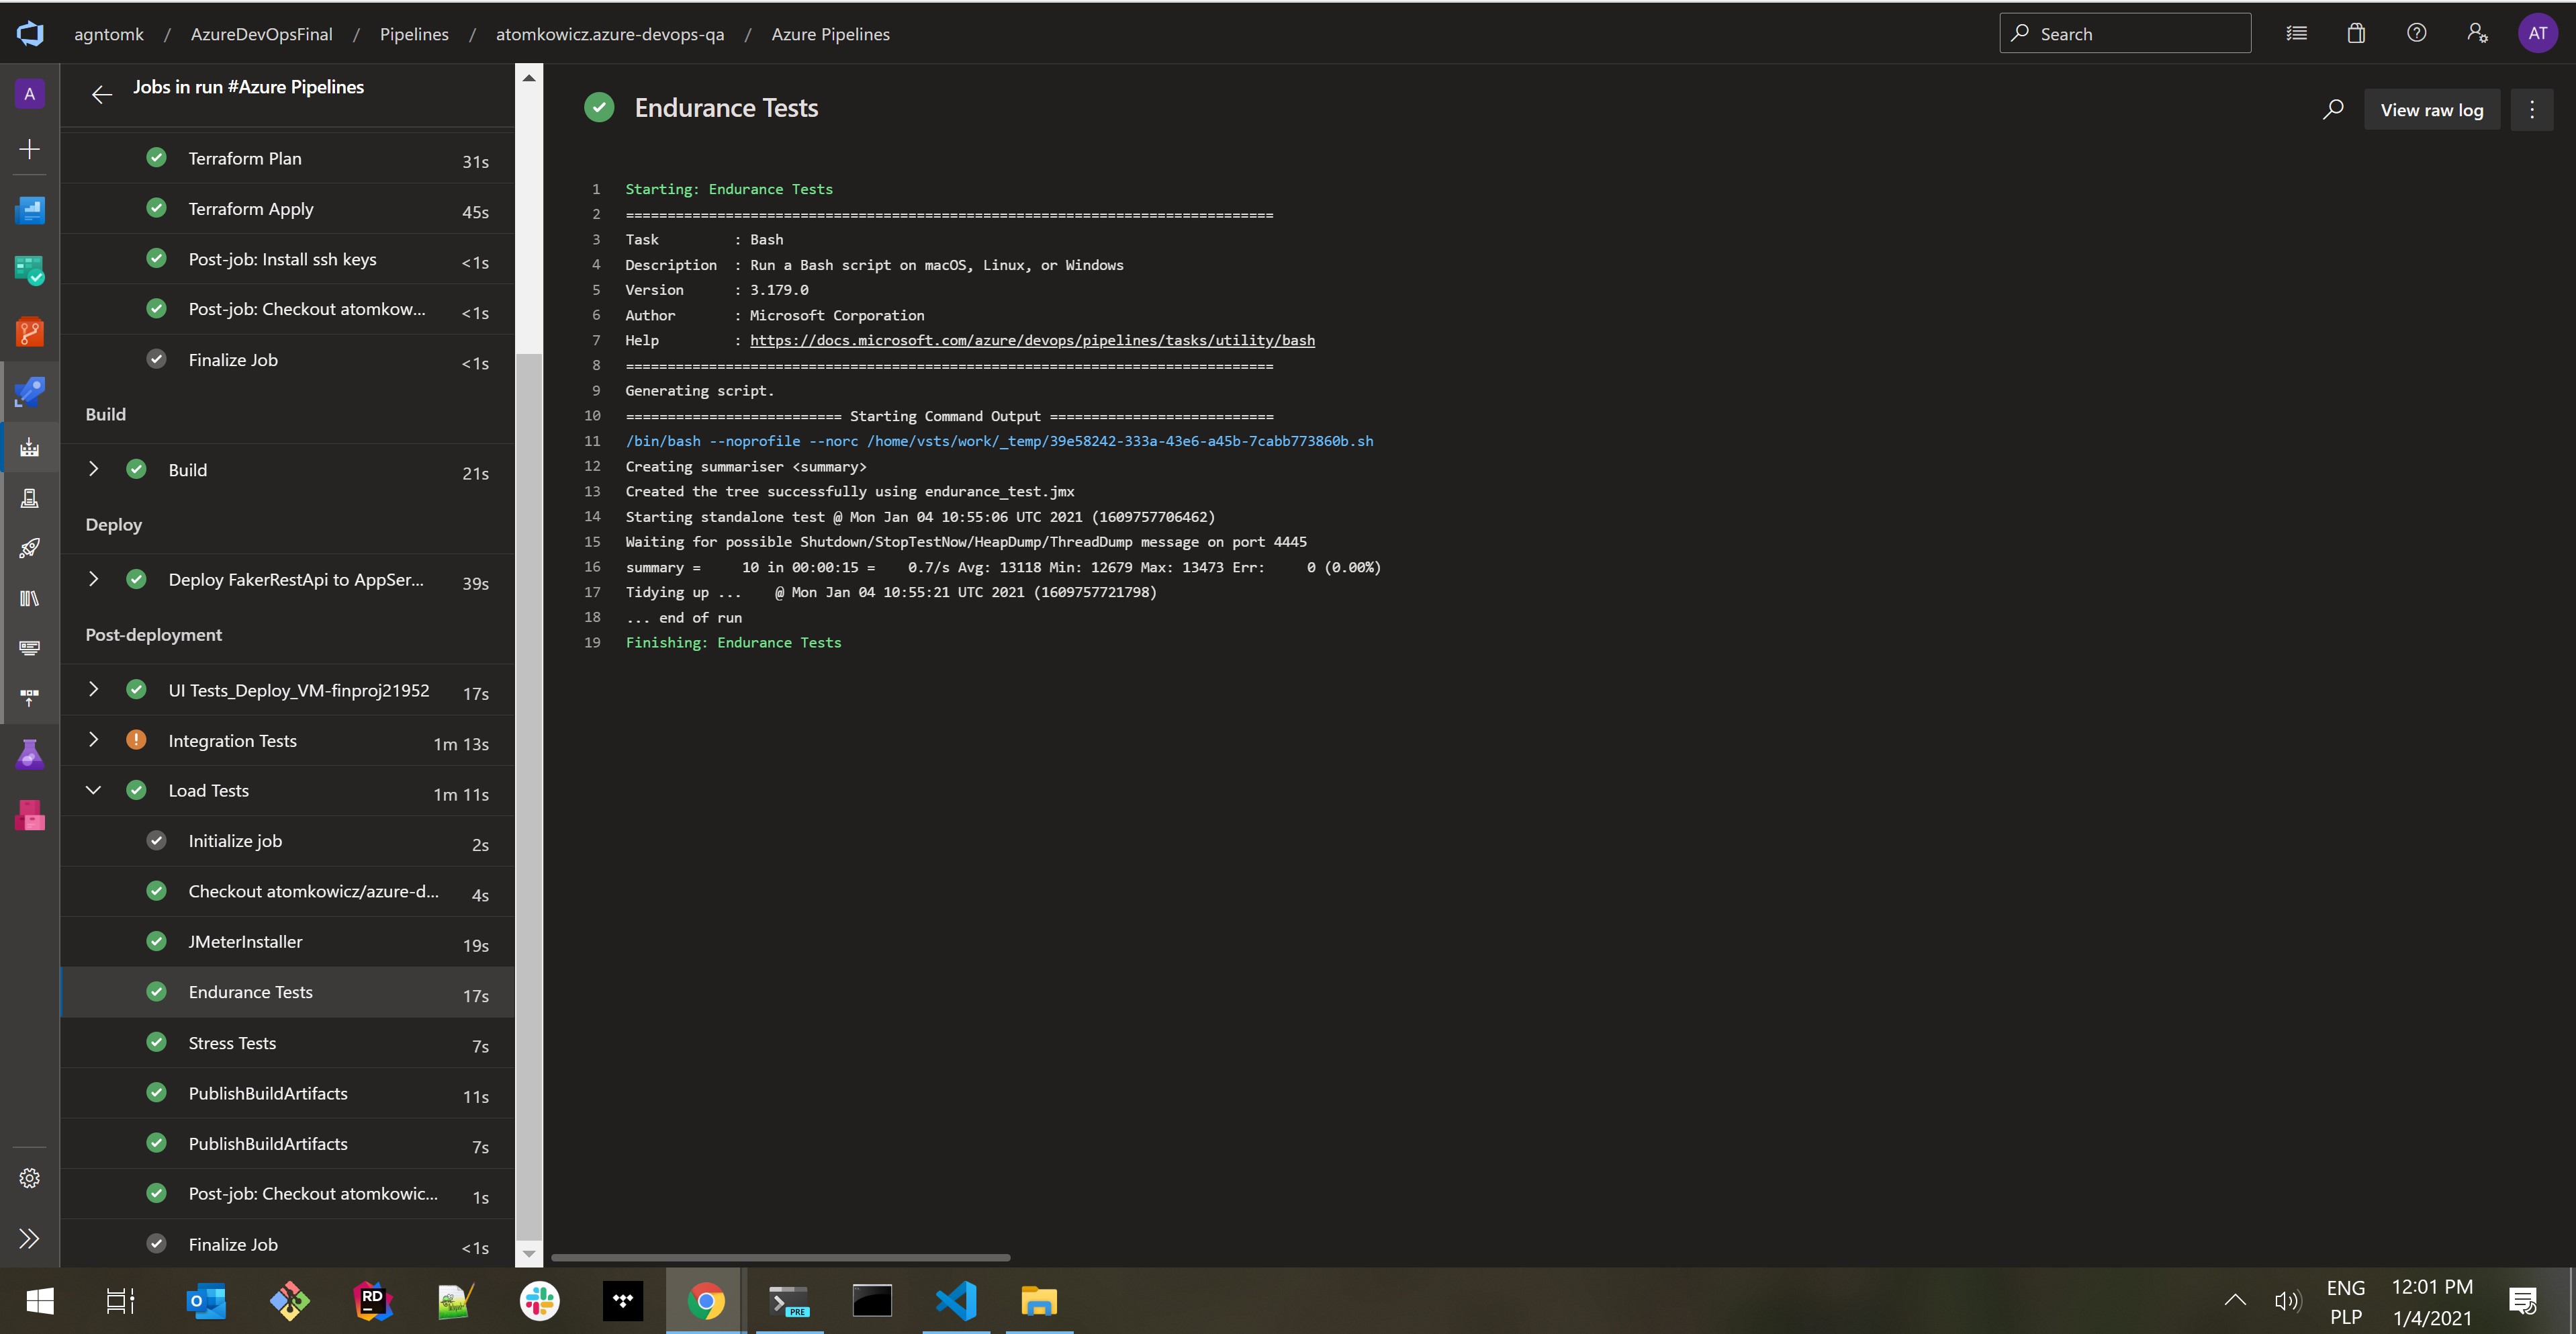 agntomk / AzureDevOpsFinal / Pipelines / atomkowicz.azure-devops-qa / Azure Pipelines
Search
AT
A
Jobs in run #Azure Pipelines
Terraform Plan 31s
Terraform Apply 45s
Post-job: Install ssh keys <1s
Post-job: Checkout atomkow... <1s
Finalize Job <1s
Build
Build 21s
Deploy
Deploy FakerRestApi to AppSer... 39s
Post-deployment
UI Tests_Deploy_VM-finproj21952 17s
Integration Tests 1m 13s
Load Tests 1m 11s
Initialize job 2s
Checkout atomkowicz/azure-d... 4s
JMeterInstaller 19s
Endurance Tests 17s
Stress Tests 7s
PublishBuildArtifacts 11s
PublishBuildArtifacts 7s
Post-job: Checkout atomkowic... 1s
Finalize Job <1s
Endurance Tests
View raw log
1 Starting: Endurance Tests
2 ==============================================================================
3 Task         : Bash
4 Description  : Run a Bash script on macOS, Linux, or Windows
5 Version      : 3.179.0
6 Author       : Microsoft Corporation
7 Help         : https://docs.microsoft.com/azure/devops/pipelines/tasks/utility/bash
8 ==============================================================================
9 Generating script.
10 ========================== Starting Command Output ===========================
11 /bin/bash --noprofile --norc /home/vsts/work/_temp/39e58242-333a-43e6-a45b-7cabb773860b.sh
12 Creating summariser <summary>
13 Created the tree successfully using endurance_test.jmx
14 Starting standalone test @ Mon Jan 04 10:55:06 UTC 2021 (1609757706462)
15 Waiting for possible Shutdown/StopTestNow/HeapDump/ThreadDump message on port 4445
16 summary =     10 in 00:00:15 =    0.7/s Avg: 13118 Min: 12679 Max: 13473 Err:     0 (0.00%)
17 Tidying up ...    @ Mon Jan 04 10:55:21 UTC 2021 (1609757721798)
18 ... end of run
19 Finishing: Endurance Tests
RD
PRE
ENG
PLP
12:01 PM
1/4/2021